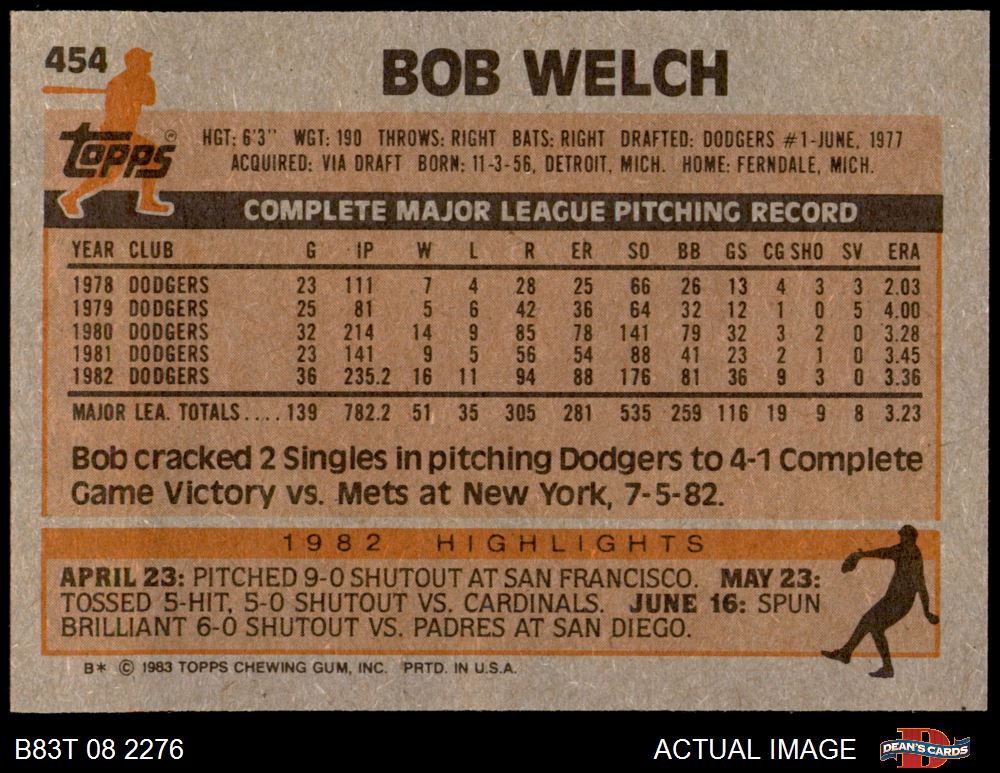 454
BOB WELCH
topps®
HGT: 6'3" WGT: 190 THROWS: RIGHT BATS: RIGHT DRAFTED: DODGERS #1-JUNE, 1977
ACQUIRED: VIA DRAFT BORN: 11-3-56, DETROIT, MICH. HOME: FERNDALE, MICH.
COMPLETE MAJOR LEAGUE PITCHING RECORD
YEAR CLUB G IP W L R ER SO BB GS CG SHO SV ERA
1978 DODGERS 23 111 7 4 28 25 66 26 13 4 3 3 2.03
1979 DODGERS 25 81 5 6 42 36 64 32 12 1 0 5 4.00
1980 DODGERS 32 214 14 9 85 78 141 79 32 3 2 0 3.28
1981 DODGERS 23 141 9 5 56 54 88 41 23 2 1 0 3.45
1982 DODGERS 36 235.2 16 11 94 88 176 81 36 9 3 0 3.36
MAJOR LEA. TOTALS.... 139 782.2 51 35 305 281 535 259 116 19 9 8 3.23
Bob cracked 2 Singles in pitching Dodgers to 4-1 Complete
Game Victory vs. Mets at New York, 7-5-82.
1982 HIGHLIGHTS
APRIL 23: PITCHED 9-0 SHUTOUT AT SAN FRANCISCO. MAY 23:
TOSSED 5-HIT, 5-0 SHUTOUT VS. CARDINALS. JUNE 16: SPUN
BRILLIANT 6-0 SHUTOUT VS. PADRES AT SAN DIEGO.
B* © 1983 TOPPS CHEWING GUM, INC. PRTD. IN U.S.A.
B83T 08 2276
ACTUAL IMAGE
DEAN'S CARDS